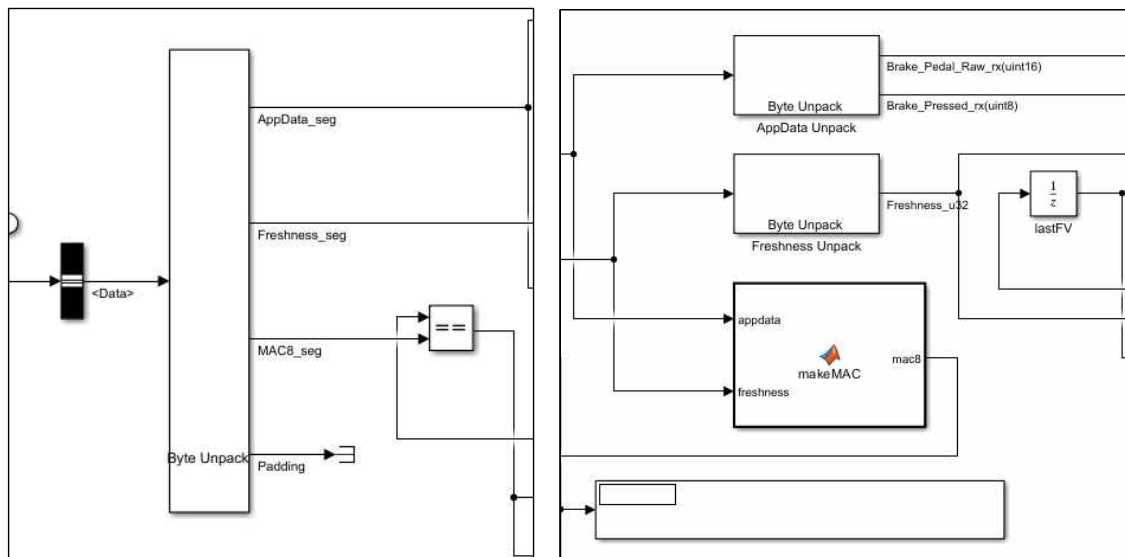 AppData_seg
Freshness_seg
<Data>
==
MAC8_seg
Byte Unpack
Padding
Brake_Pedal_Raw_rx(uint16)
Byte Unpack
Brake_Pressed_rx(uint8)
AppData Unpack
Byte Unpack
Freshness_u32
Freshness Unpack
1
z
lastFV
appdata
makeMAC
mac8
freshness